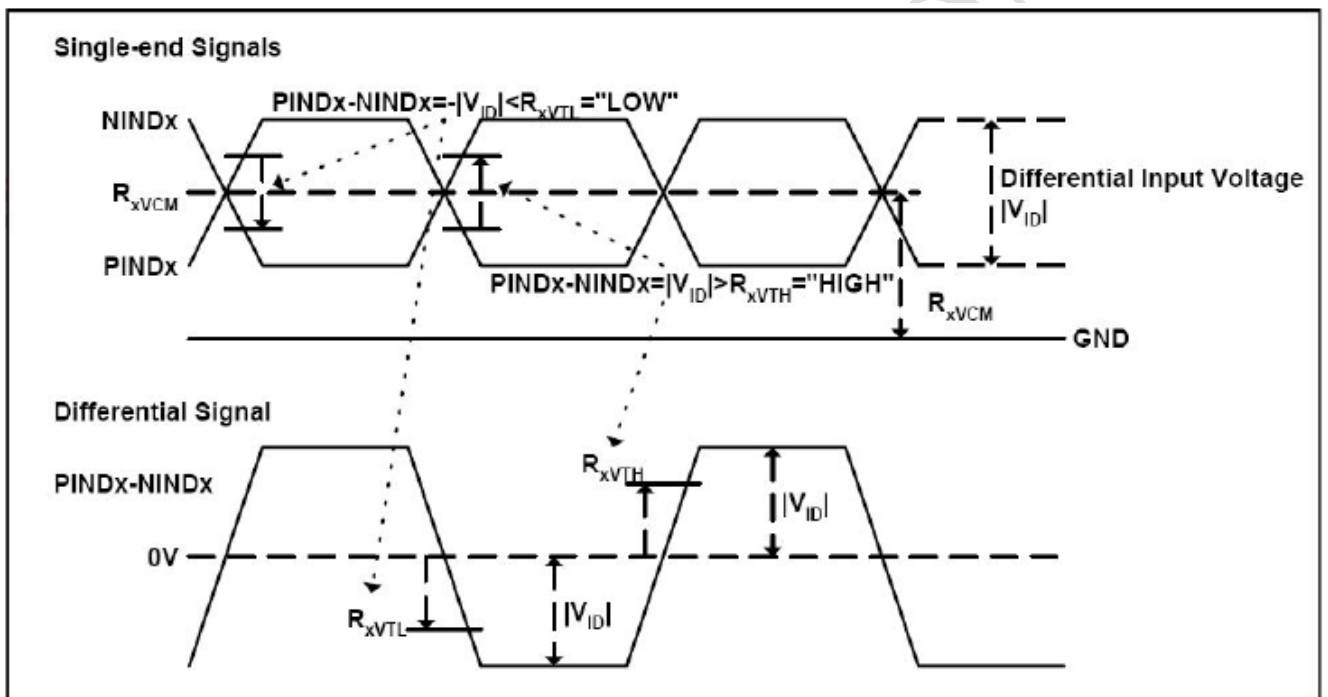 Single-end Signals
PINDx-NINDx=-|VID|<RxVTL="LOW"
NINDx
RxVCM
Differential Input Voltage
|VID|
PINDx
PINDx-NINDx=|VID|>RxVTH="HIGH"
RxVCM
GND
Differential Signal
RxVTH
PINDx-NINDx
|VID|
0V
RxVTL
|VID|